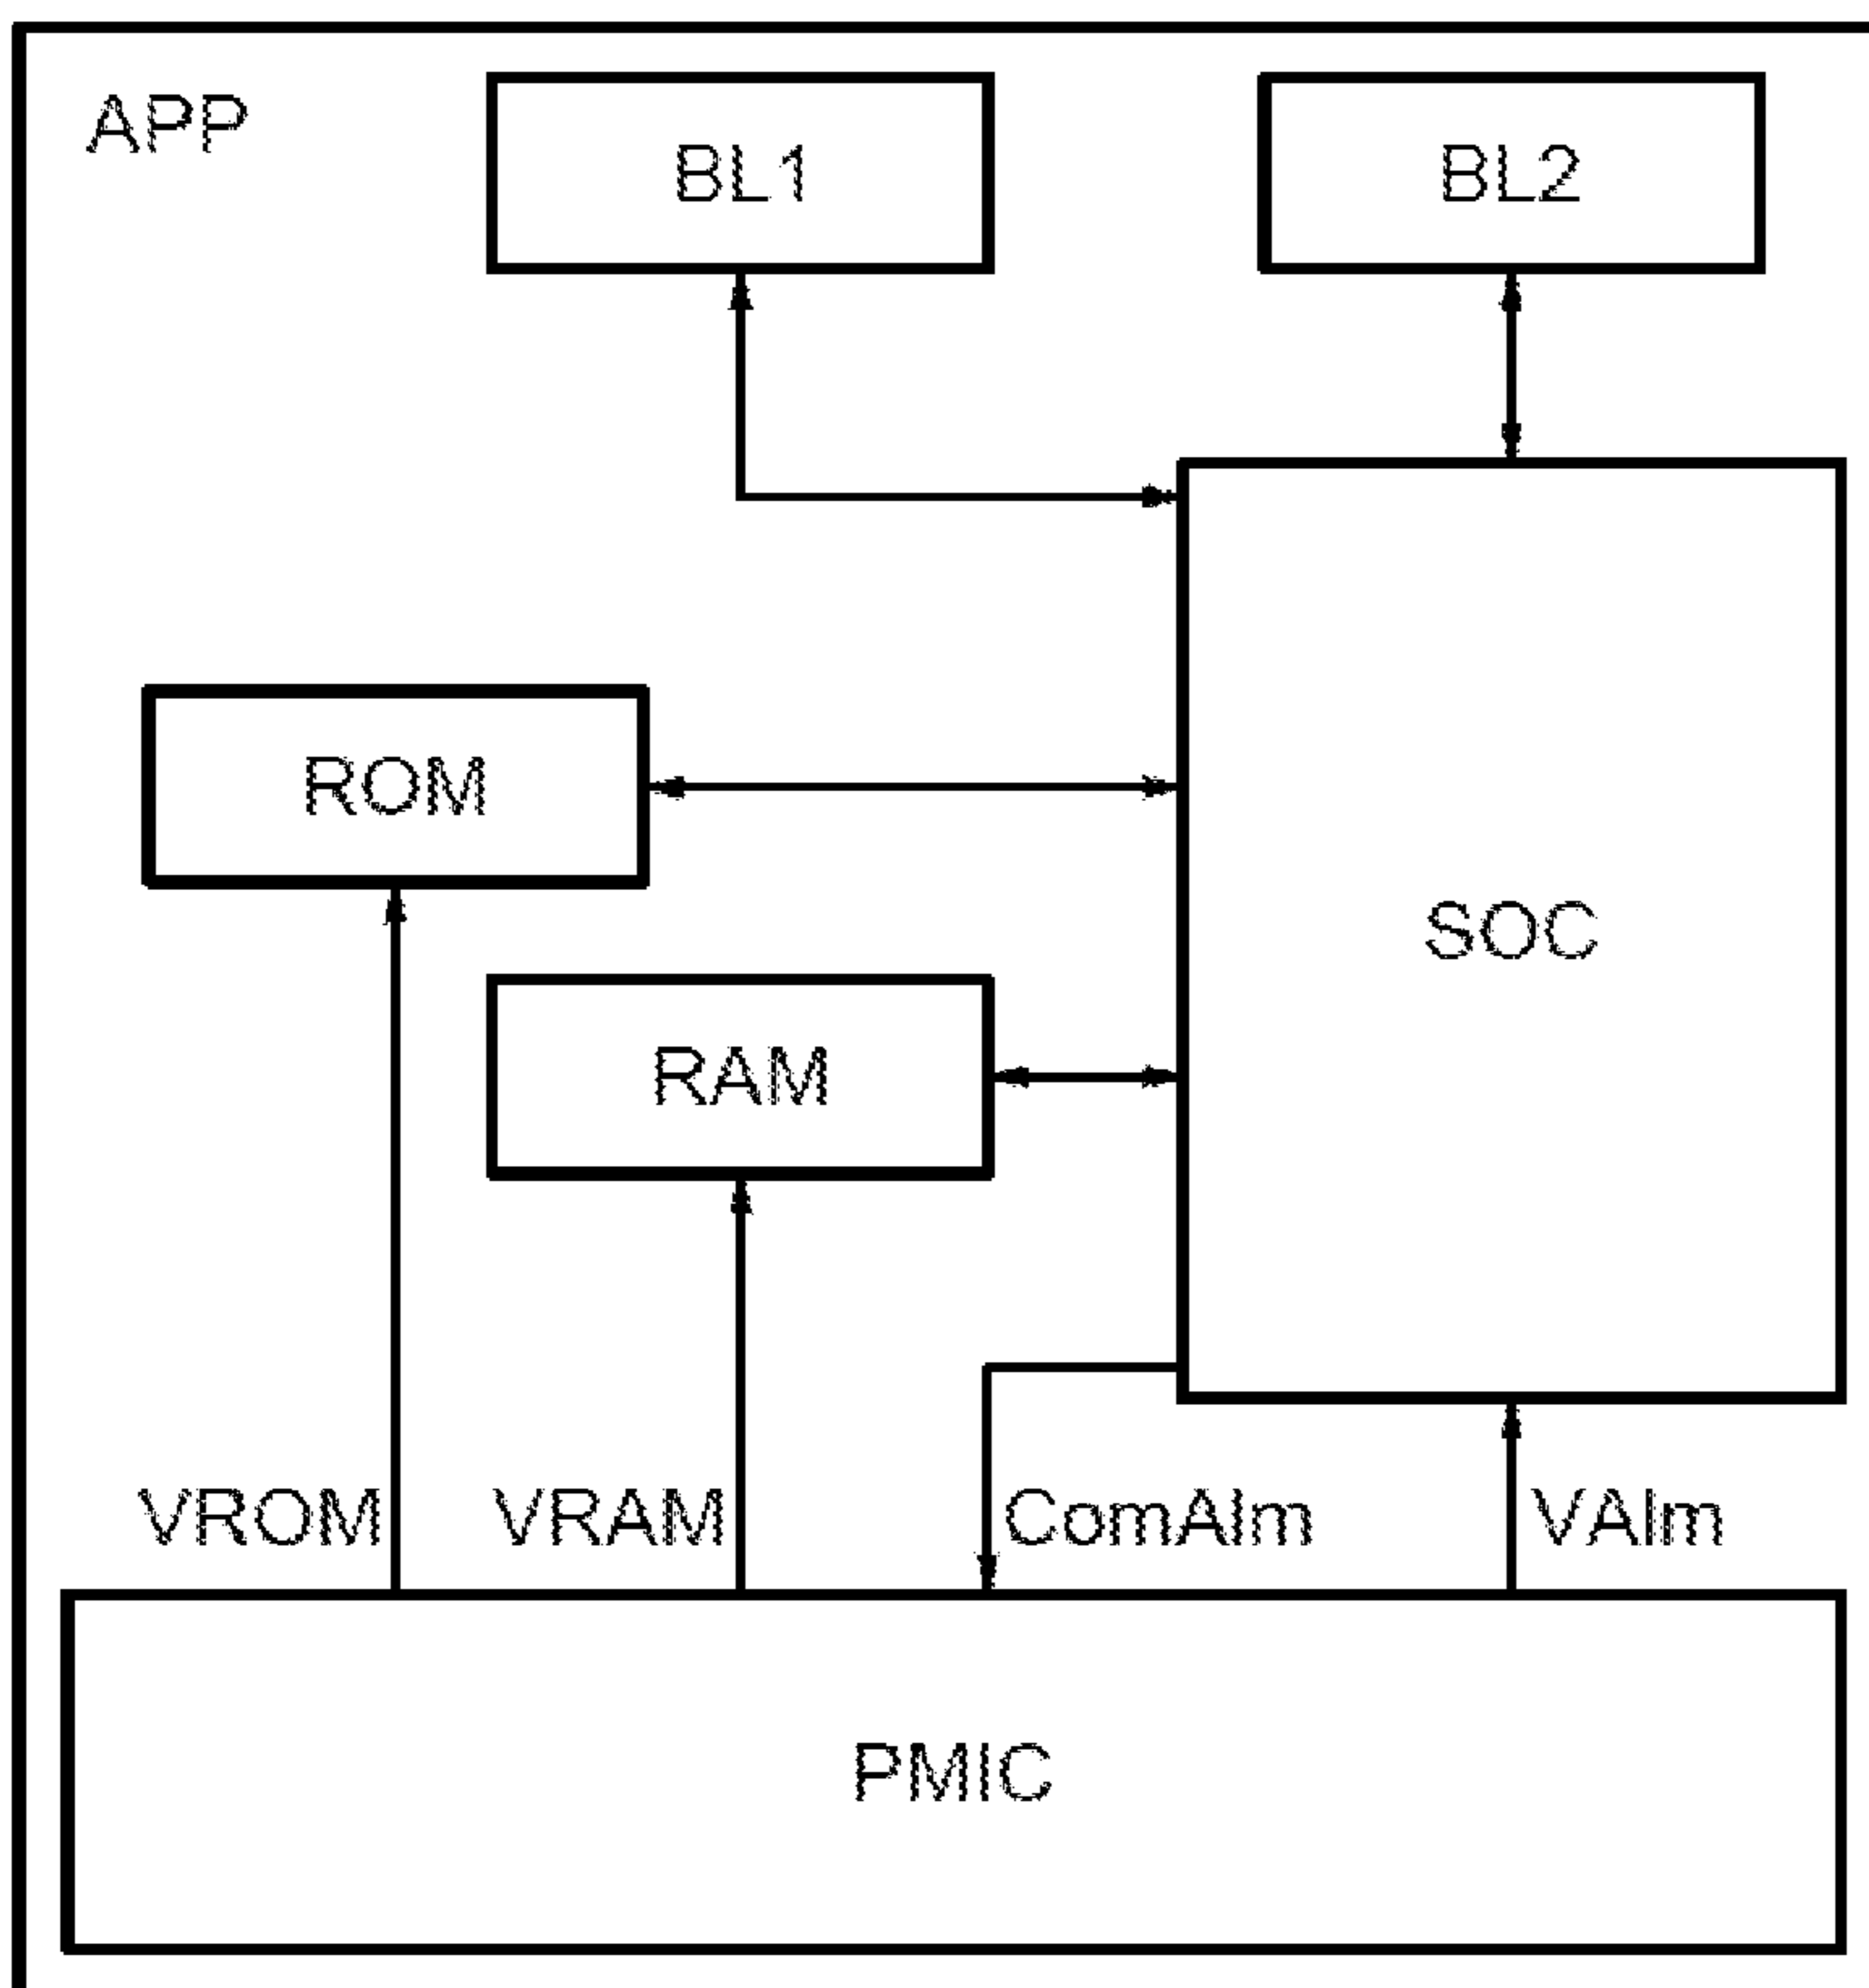 APP
BL1
BL2
ROM
SOC
RAM
VROM
VRAM
ComAlm
VAlm
PMIC